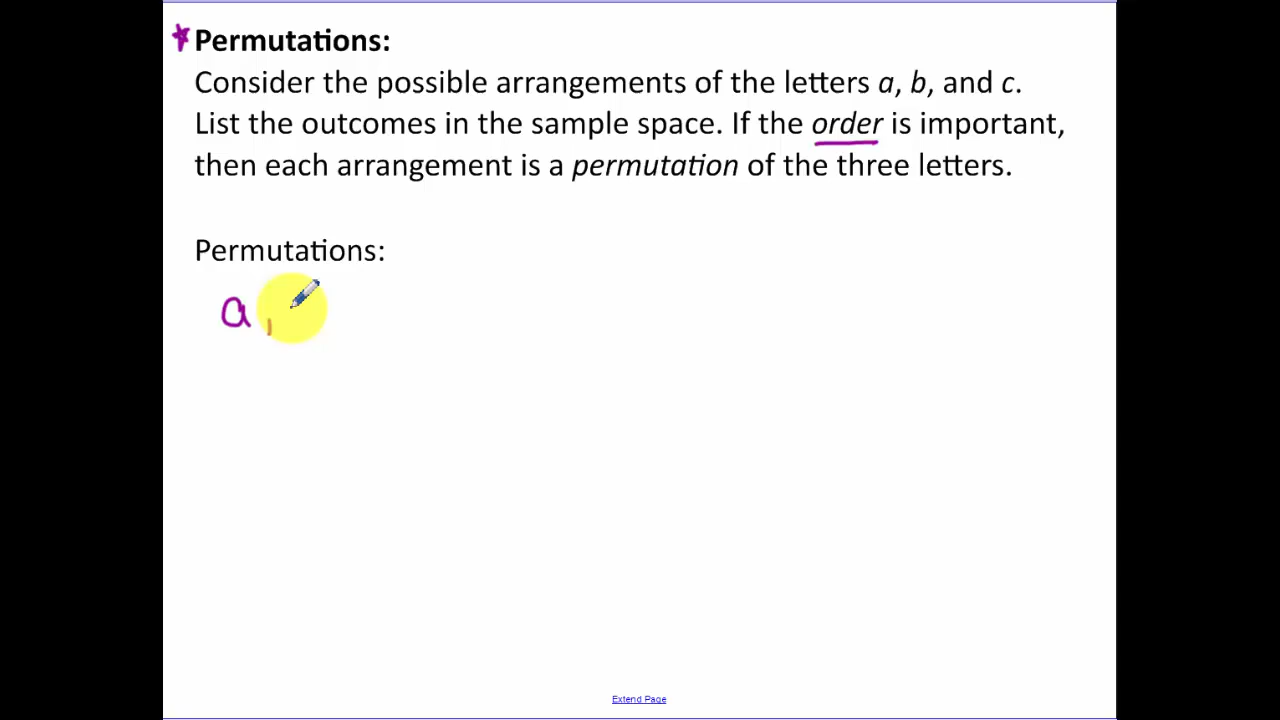 Permutations:
Consider the possible arrangements of the letters a, b, and c.
List the outcomes in the sample space. If the order is important,
then each arrangement is a permutation of the three letters.
Permutations:
a,
Extend Page